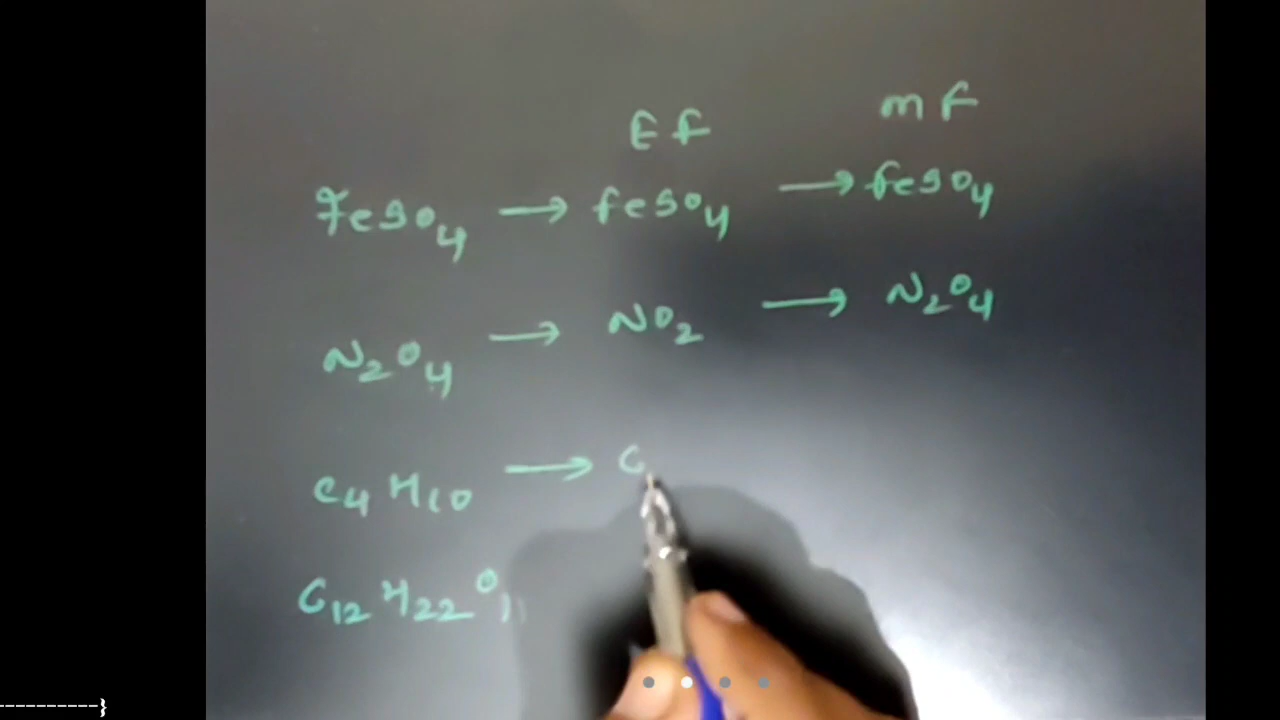 EF mF
FeSO₄ → feSO₄ → feSO₄
N₂O₄ → NO₂ → N₂O₄
C₄H₁₀ → C
C₁₂H₂₂O₁₁
----------}